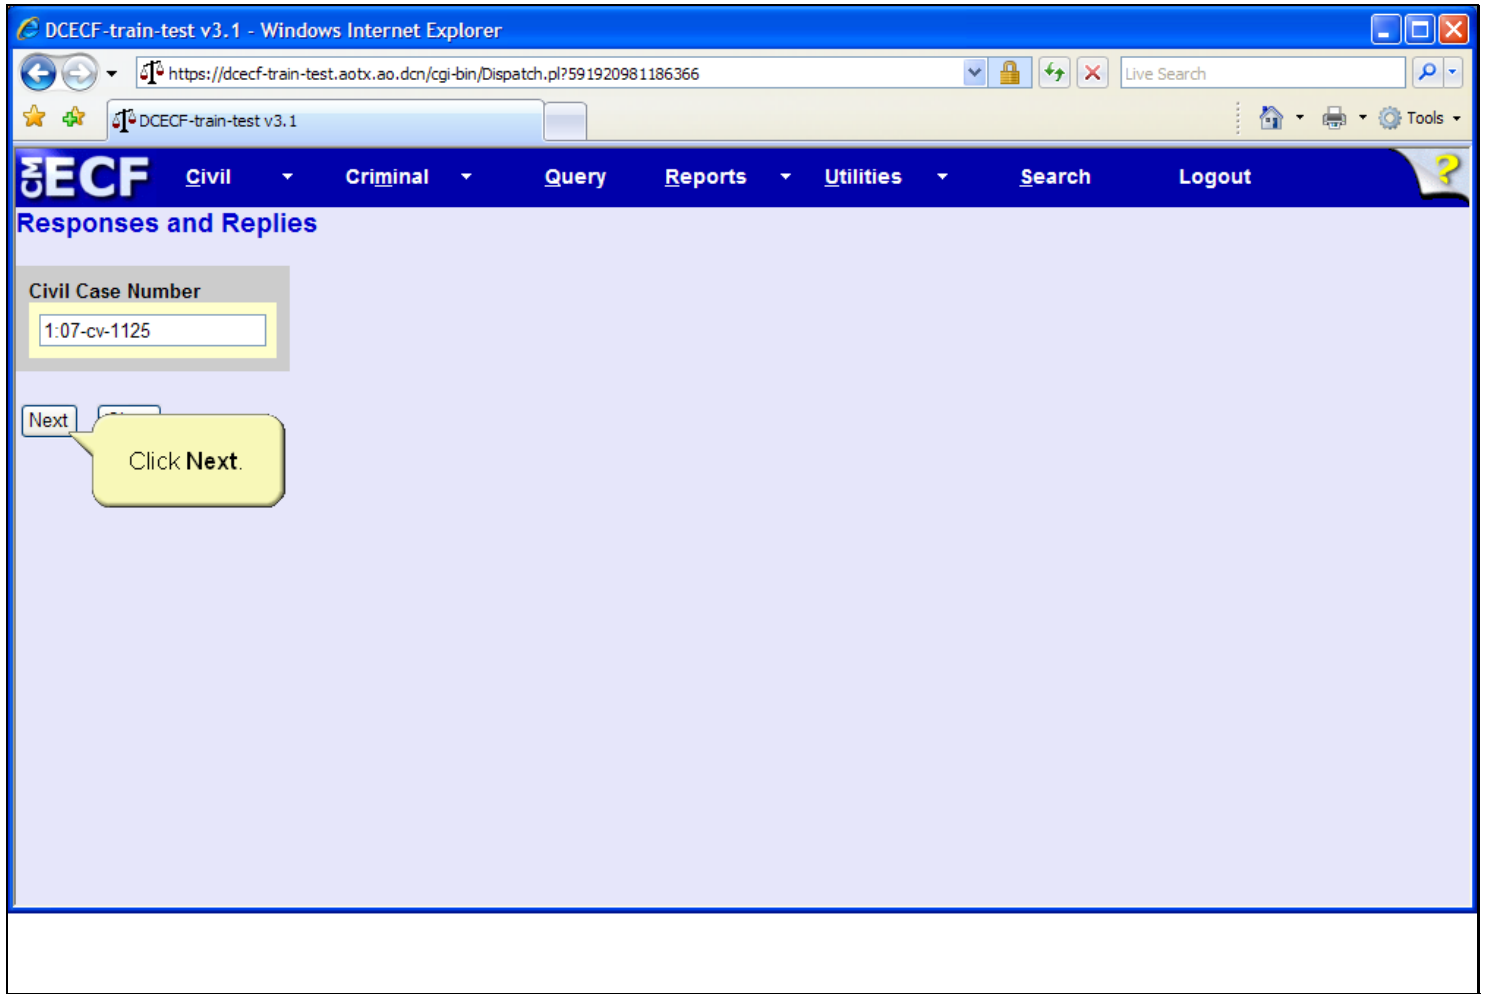 DCECF-train-test v3.1 - Windows Internet Explorer
https://dcecf-train-test.aotx.ao.dcn/cgi-bin/Dispatch.pl?591920981186366
Live Search
DCECF-train-test v3.1
Tools
CM ECF Civil Criminal Query Reports Utilities Search Logout ?
Responses and Replies
Civil Case Number
1:07-cv-1125
Next
Click Next.